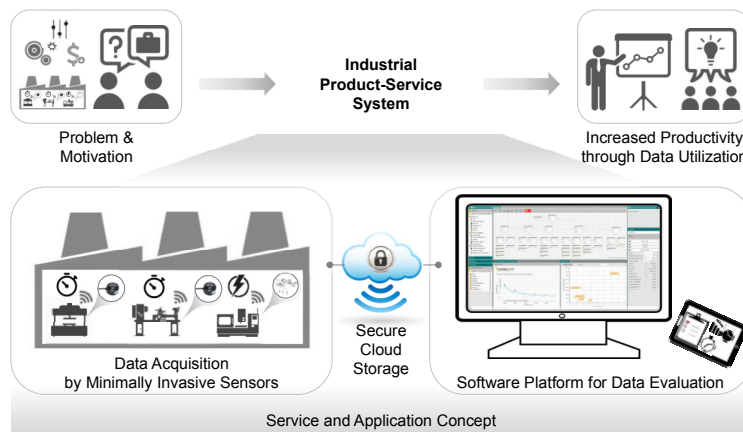 Industrial
Product-Service
System
Problem &
Motivation
Increased Productivity
through Data Utilization
Secure
Cloud
Storage
Data Acquisition
by Minimally Invasive Sensors
Software Platform for Data Evaluation
Service and Application Concept